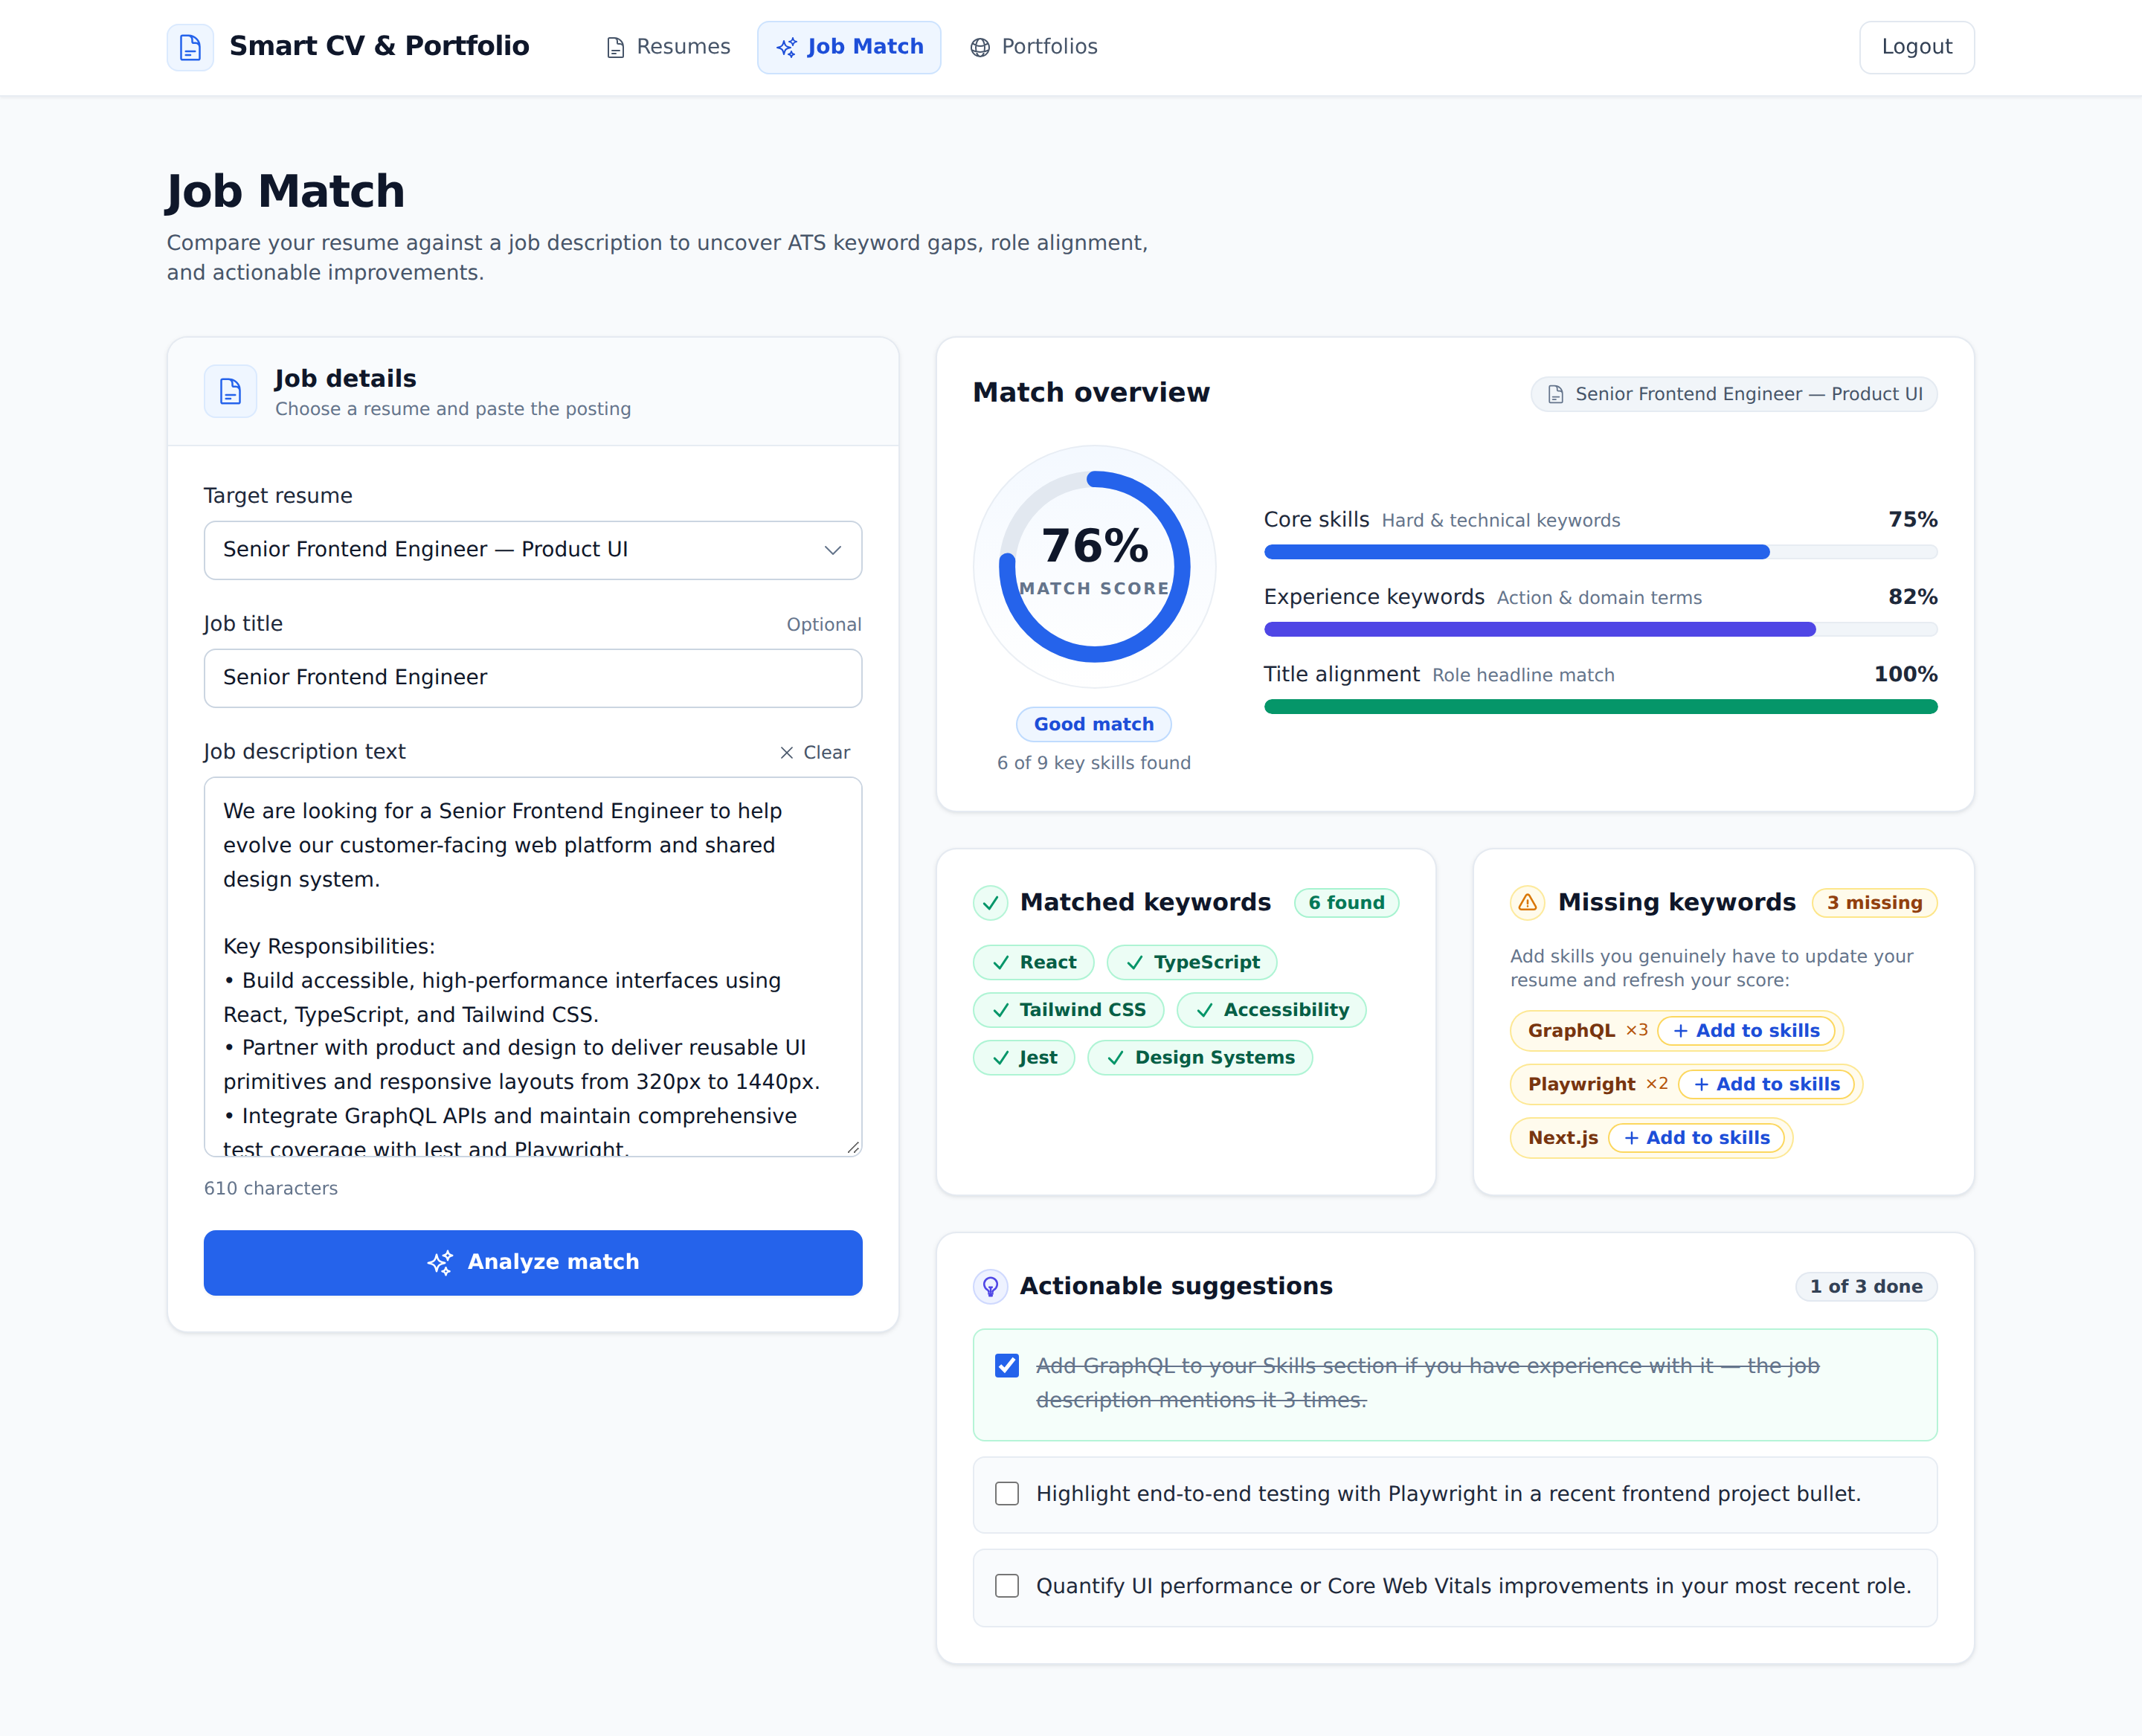 Smart CV & Portfolio
Resumes
Job Match
Portfolios
Logout
Job Match
Compare your resume against a job description to uncover ATS keyword gaps, role alignment,
and actionable improvements.
Job details
Choose a resume and paste the posting
Target resume
Senior Frontend Engineer — Product UI
Job title
Optional
Senior Frontend Engineer
Job description text
Clear
We are looking for a Senior Frontend Engineer to help
evolve our customer-facing web platform and shared
design system.
Key Responsibilities:
• Build accessible, high-performance interfaces using
React, TypeScript, and Tailwind CSS.
• Partner with product and design to deliver reusable UI
primitives and responsive layouts from 320px to 1440px.
• Integrate GraphQL APIs and maintain comprehensive
test coverage with Jest and Playwright.
610 characters
Analyze match
Match overview
Senior Frontend Engineer — Product UI
76%
MATCH SCORE
Good match
6 of 9 key skills found
Core skills Hard & technical keywords 75%
Experience keywords Action & domain terms 82%
Title alignment Role headline match 100%
Matched keywords
6 found
React
TypeScript
Tailwind CSS
Accessibility
Jest
Design Systems
Missing keywords
3 missing
Add skills you genuinely have to update your
resume and refresh your score:
GraphQL ×3 + Add to skills
Playwright ×2 + Add to skills
Next.js + Add to skills
Actionable suggestions
1 of 3 done
Add GraphQL to your Skills section if you have experience with it — the job
description mentions it 3 times.
Highlight end-to-end testing with Playwright in a recent frontend project bullet.
Quantify UI performance or Core Web Vitals improvements in your most recent role.